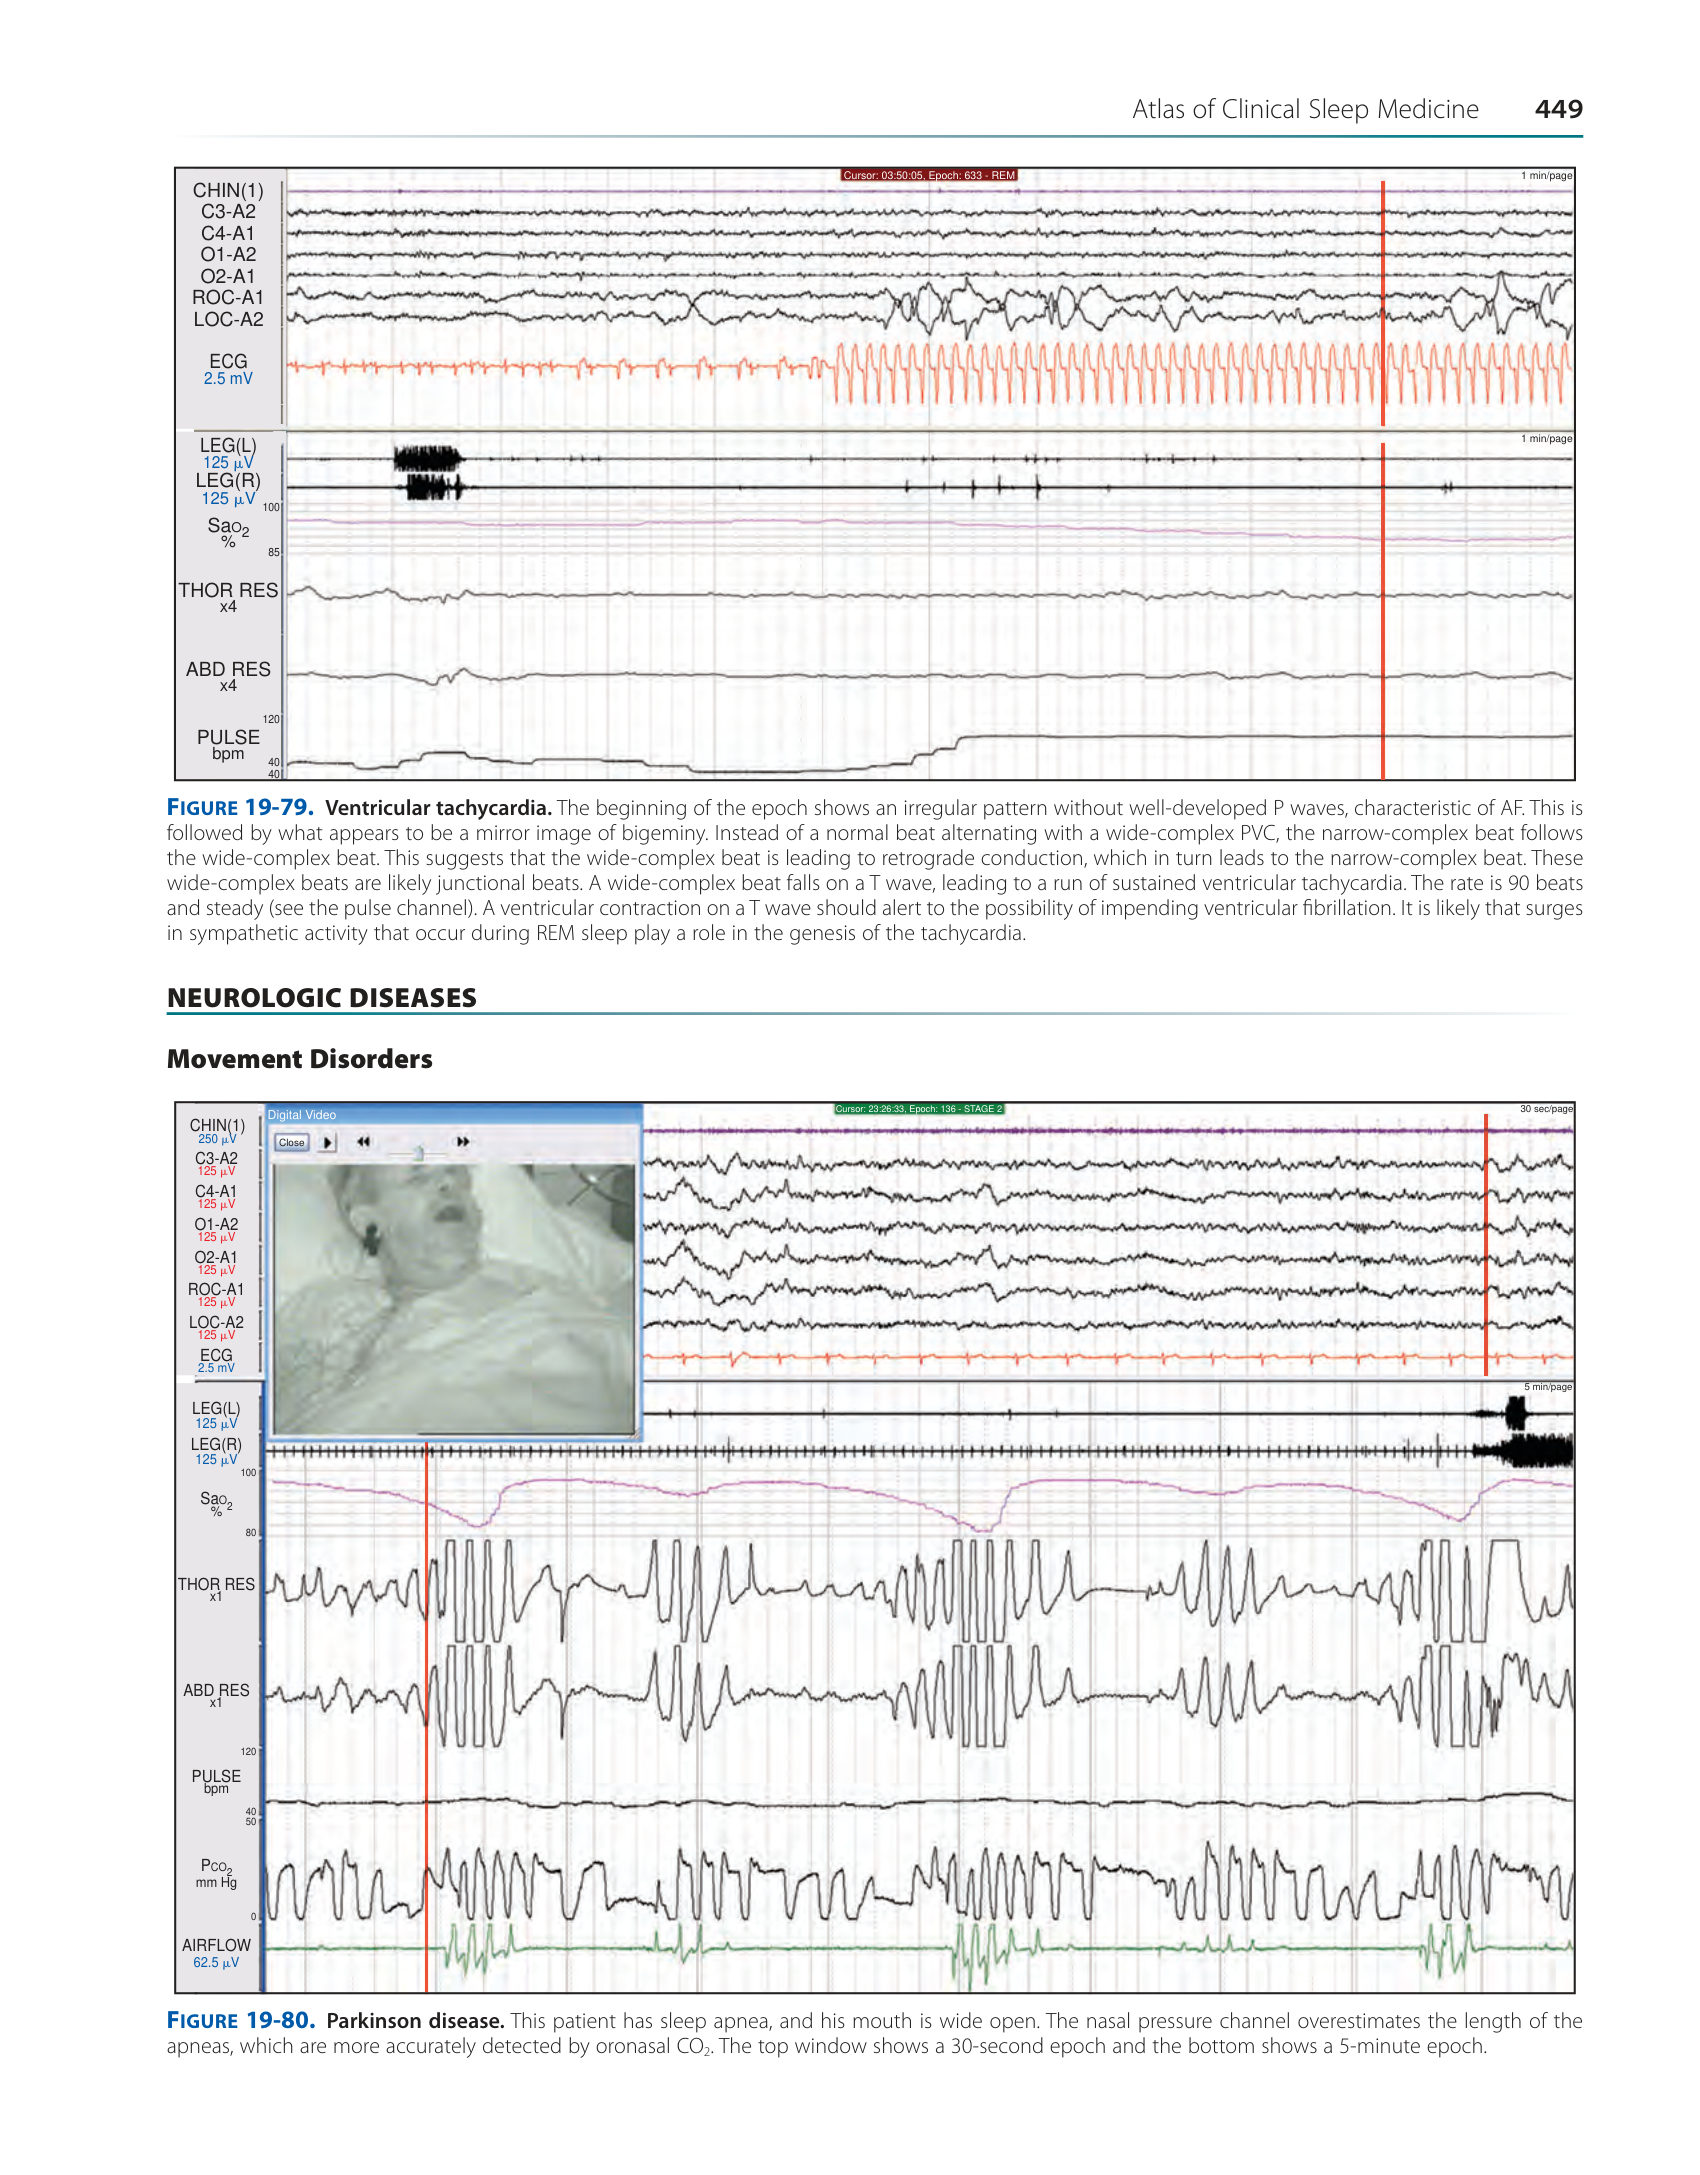 Atlas of Clinical Sleep Medicine 449
Cursor: 03:50:05, Epoch: 633 - REM
1 min/page
CHIN(1)
C3-A2
C4-A1
O1-A2
O2-A1
ROC-A1
LOC-A2
ECG
2.5 mV
1 min/page
LEG(L)
125 µV
LEG(R)
125 µV
100
Sao2
%
85
THOR RES
x4
ABD RES
x4
120
PULSE
bpm
40
40
FIGURE 19-79. Ventricular tachycardia. The beginning of the epoch shows an irregular pattern without well-developed P waves, characteristic of AF. This is
followed by what appears to be a mirror image of bigeminy. Instead of a normal beat alternating with a wide-complex PVC, the narrow-complex beat follows
the wide-complex beat. This suggests that the wide-complex beat is leading to retrograde conduction, which in turn leads to the narrow-complex beat. These
wide-complex beats are likely junctional beats. A wide-complex beat falls on a T wave, leading to a run of sustained ventricular tachycardia. The rate is 90 beats
and steady (see the pulse channel). A ventricular contraction on a T wave should alert to the possibility of impending ventricular fibrillation. It is likely that surges
in sympathetic activity that occur during REM sleep play a role in the genesis of the tachycardia.
NEUROLOGIC DISEASES
Movement Disorders
Digital Video
Close
Cursor: 23:26:33, Epoch: 136 - STAGE 2
30 sec/page
CHIN(1)
250 µV
C3-A2
125 µV
C4-A1
125 µV
O1-A2
125 µV
O2-A1
125 µV
ROC-A1
125 µV
LOC-A2
125 µV
ECG
2.5 mV
5 min/page
LEG(L)
125 µV
LEG(R)
125 µV
100
Sao2
%
80
THOR RES
x1
ABD RES
x1
120
PULSE
bpm
40
50
Pco2
mm Hg
0
AIRFLOW
62.5 µV
FIGURE 19-80. Parkinson disease. This patient has sleep apnea, and his mouth is wide open. The nasal pressure channel overestimates the length of the
apneas, which are more accurately detected by oronasal CO2. The top window shows a 30-second epoch and the bottom shows a 5-minute epoch.